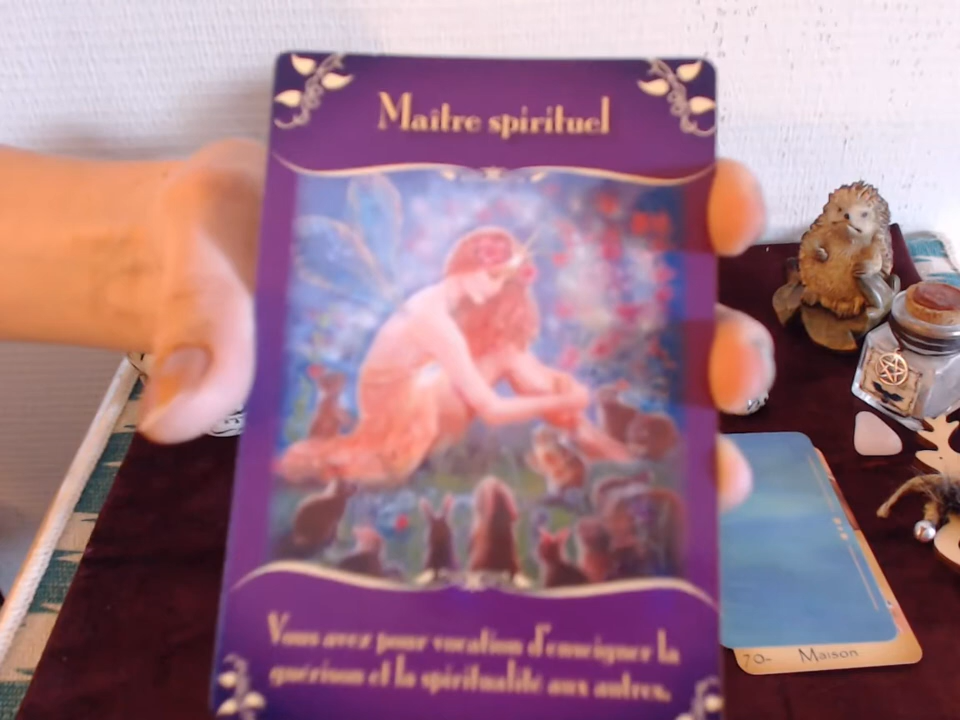 Maître spirituel
Vous avez pour vocation d'enseigner la
guérison et la spiritualité aux autres.
70- Maison